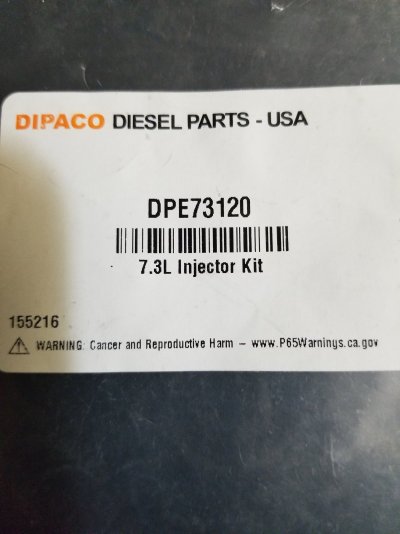 DIPACO DIESEL PARTS - USA
DPE73120
7.3L Injector Kit
155216
WARNING: Cancer and Reproductive Harm – www.P65Warnings.ca.gov